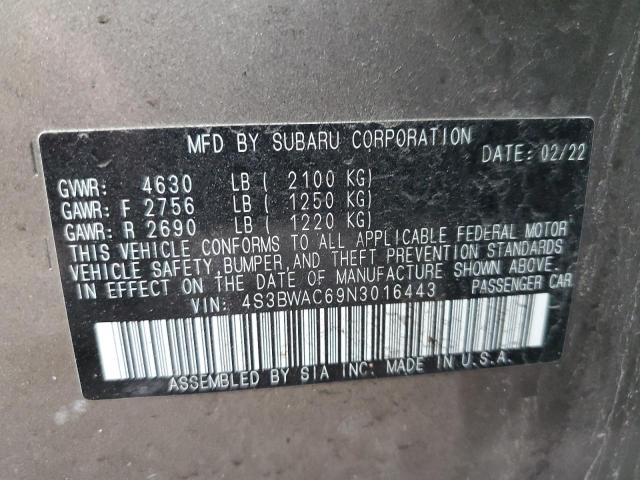 MFD BY SUBARU CORPORATION
DATE: 02/22
GVWR: 4630 LB ( 2100 KG)
GAWR: F 2756 LB ( 1250 KG)
GAWR: R 2690 LB ( 1220 KG)
THIS VEHICLE CONFORMS TO ALL APPLICABLE FEDERAL MOTOR
VEHICLE SAFETY, BUMPER AND THEFT PREVENTION STANDARDS
IN EFFECT ON THE DATE OF MANUFACTURE SHOWN ABOVE.
VIN: 4S3BWAC69N3016443 PASSENGER CAR
ASSEMBLED BY SIA INC. MADE IN U.S.A.